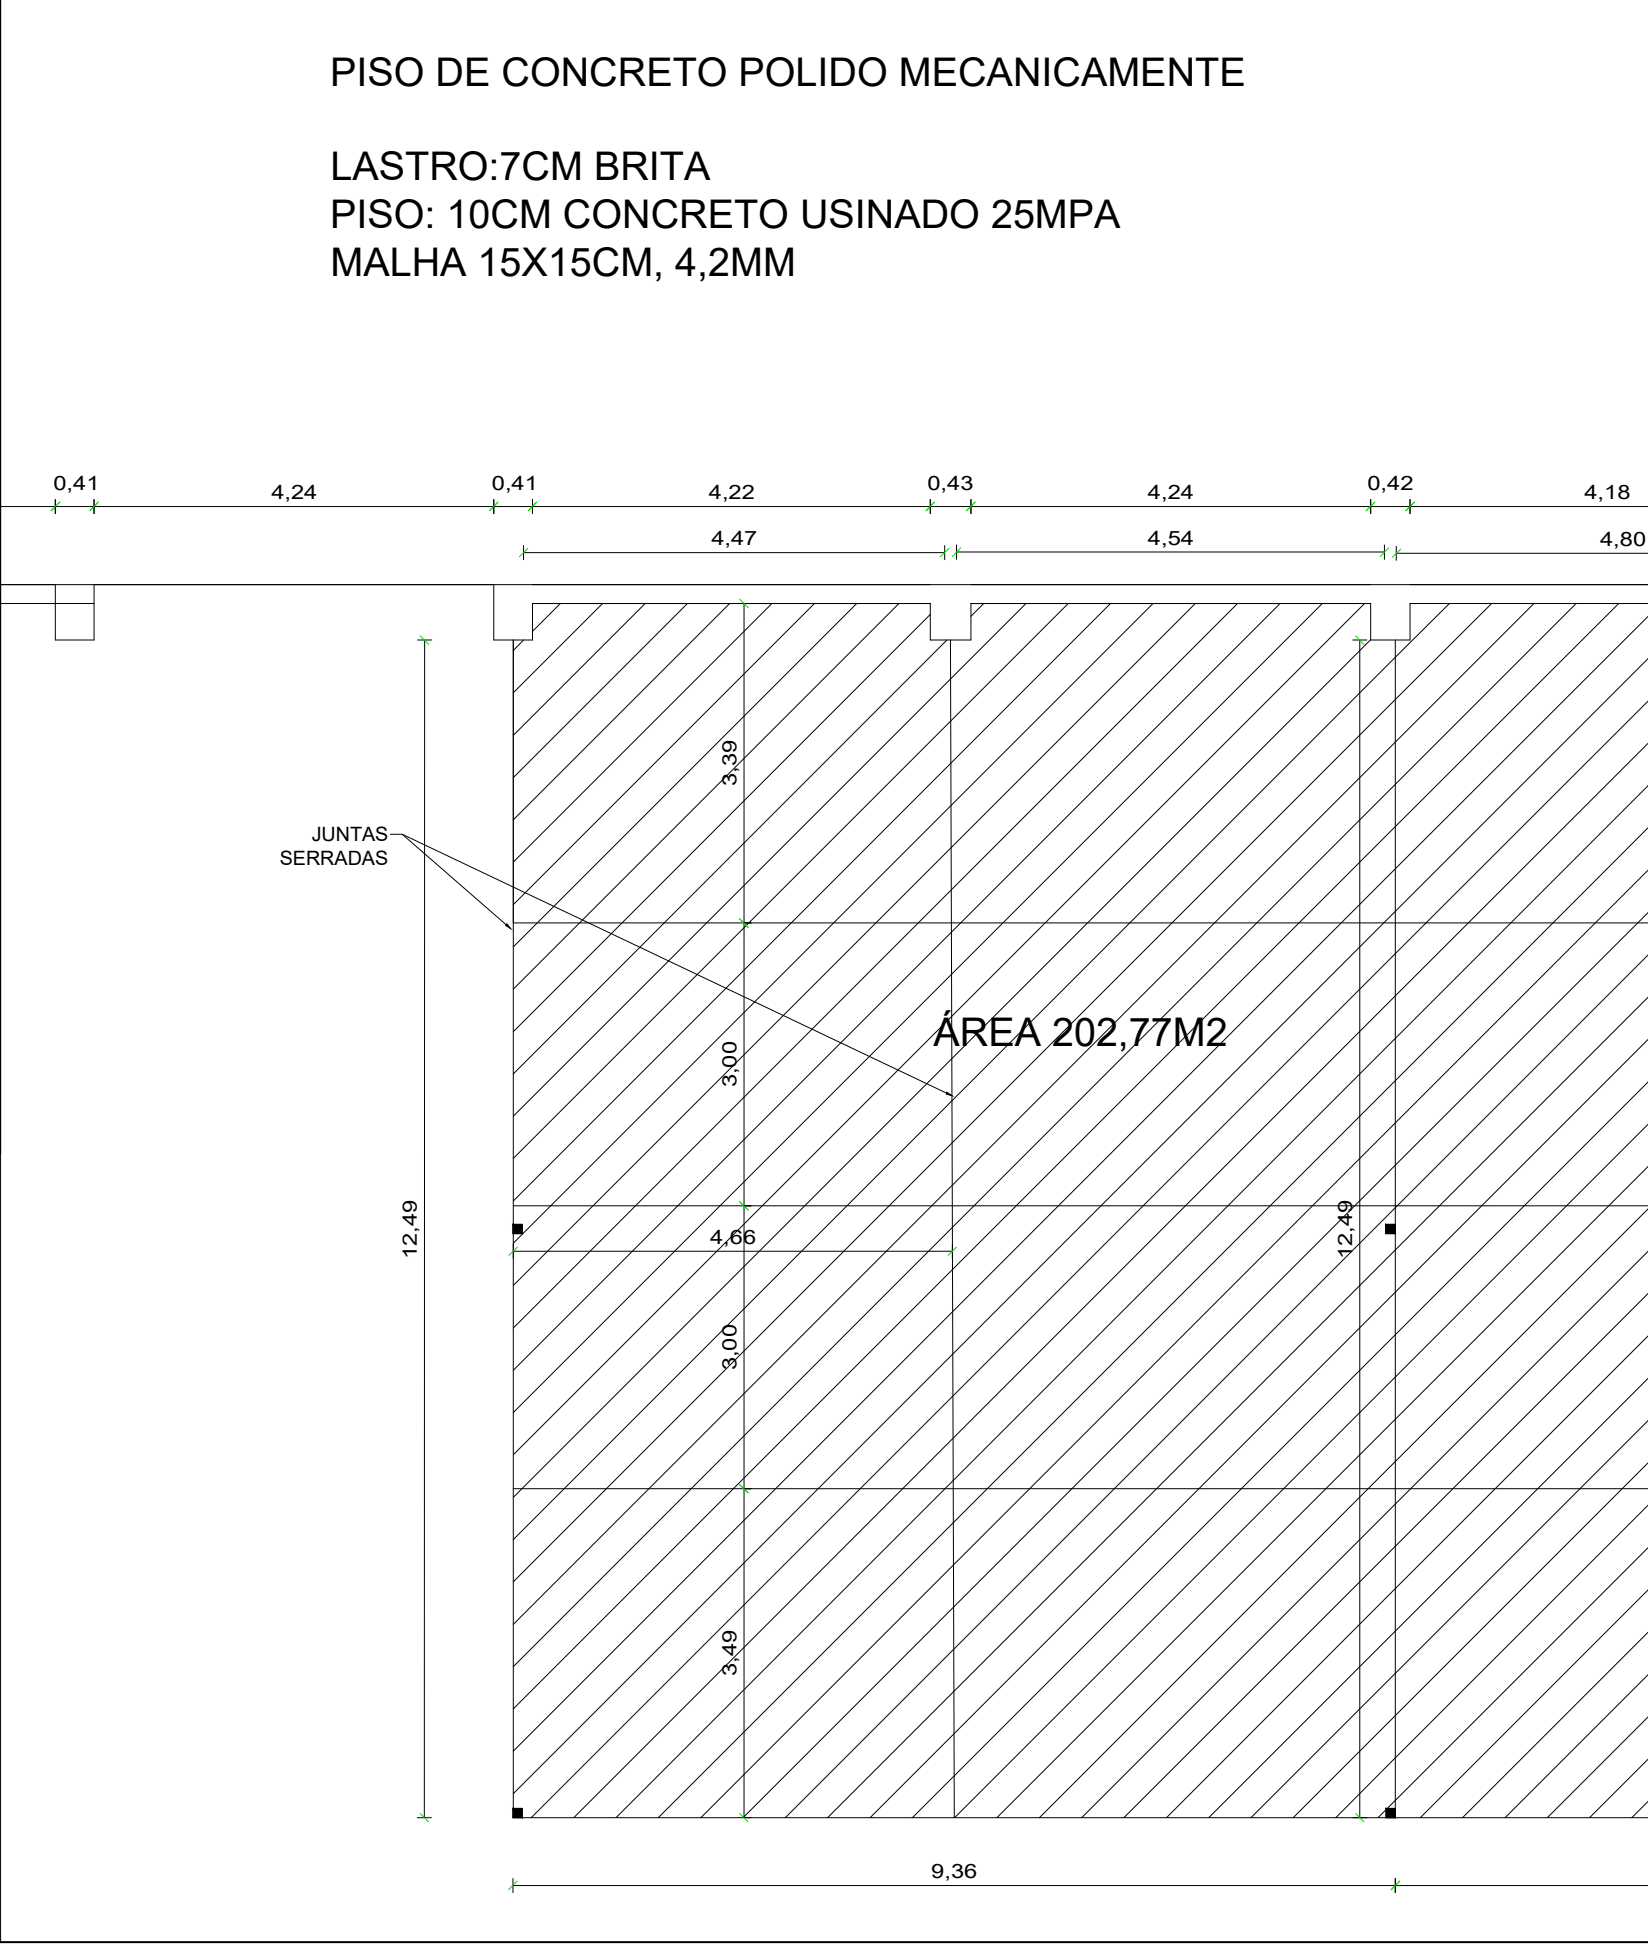 PISO DE CONCRETO POLIDO MECANICAMENTE
LASTRO:7CM BRITA
PISO: 10CM CONCRETO USINADO 25MPA
MALHA 15X15CM, 4,2MM
0,41
4,24
0,41
4,22
0,43
4,24
0,42
4,18
4,47
4,54
4,80
3,39
JUNTAS
SERRADAS
ÁREA 202,77M2
3,00
12,49
4,66
12,49
3,00
3,49
9,36